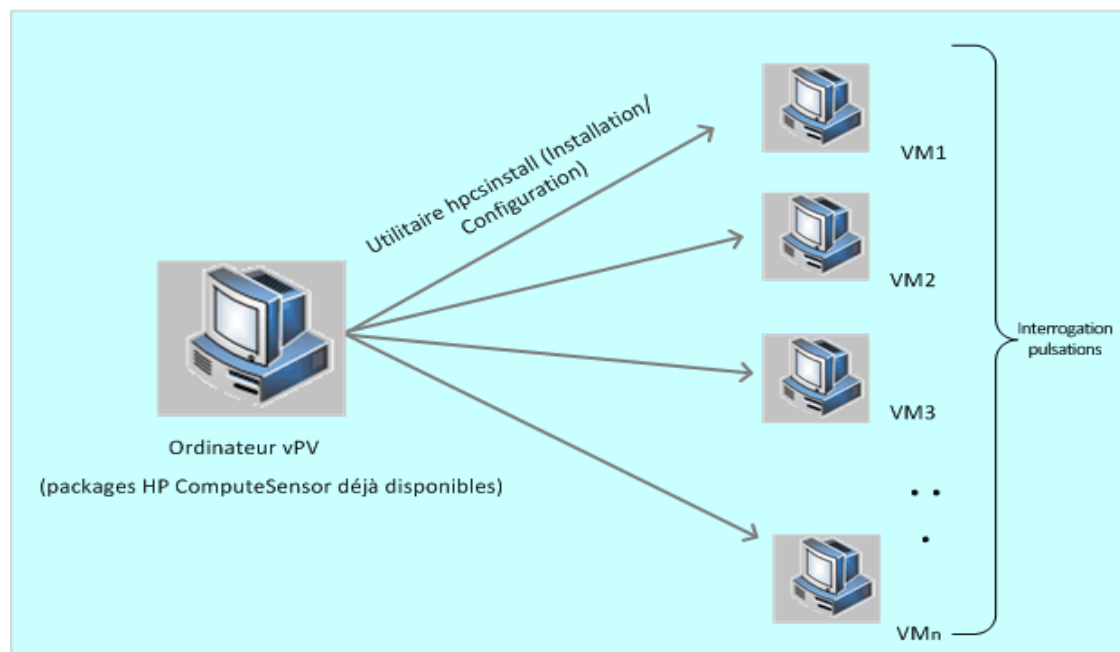 Utilitaire hpcsinstall (Installation/
Configuration)
VM1
VM2
Interrogation
pulsations
VM3
Ordinateur vPV
(packages HP ComputeSensor déjà disponibles)
VMn